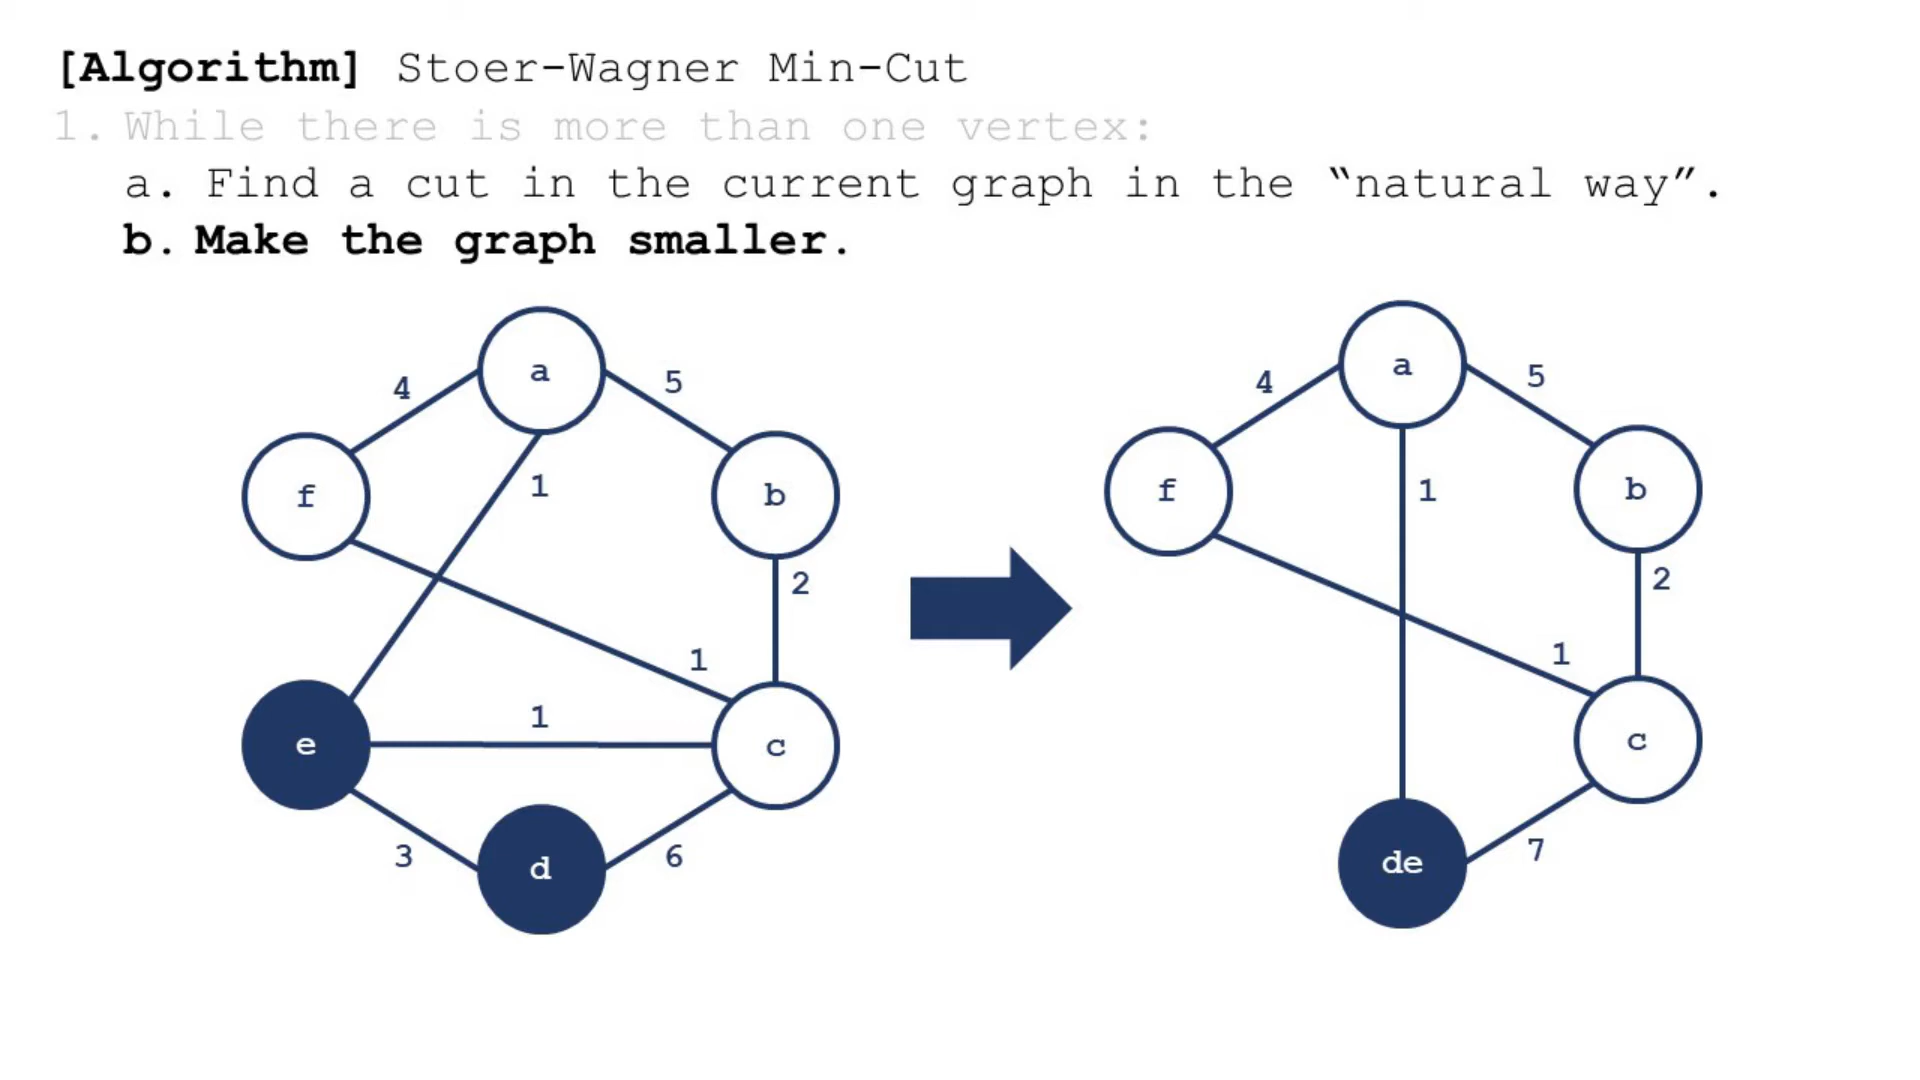 [Algorithm] Stoer-Wagner Min-Cut
1. While there is more than one vertex:
a. Find a cut in the current graph in the “natural way”.
b. Make the graph smaller.
a
4
5
f
1
b
2
1
e
1
c
3
d
6
a
4
5
f
1
b
2
1
c
de
7